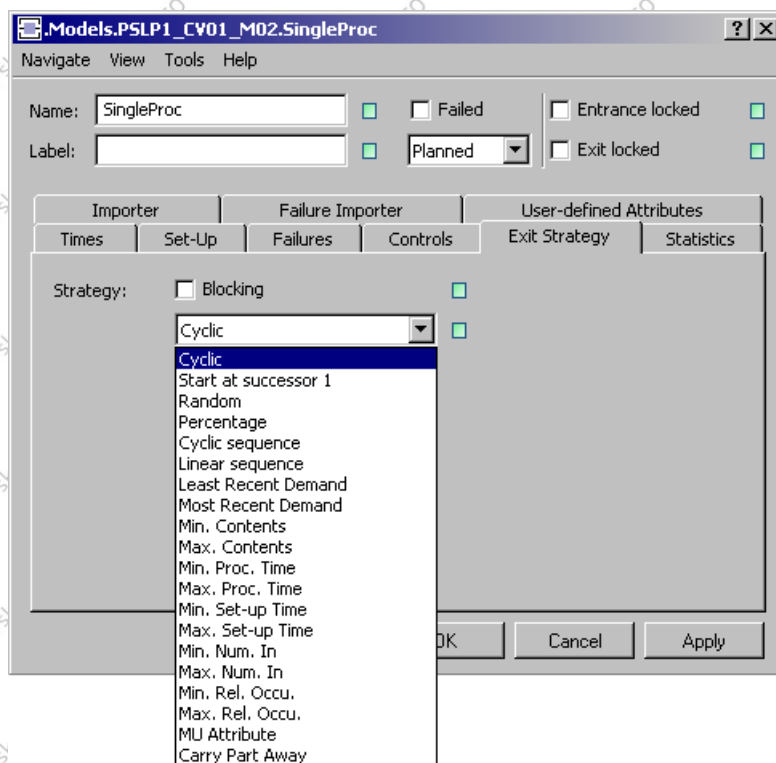 .Models.PSLP1_CV01_M02.SingleProc
Navigate View Tools Help
Name: SingleProc Failed Entrance locked
Label: Planned Exit locked
Importer Failure Importer User-defined Attributes
Times Set-Up Failures Controls Exit Strategy Statistics
Strategy: Blocking
Cyclic
Cyclic
Start at successor 1
Random
Percentage
Cyclic sequence
Linear sequence
Least Recent Demand
Most Recent Demand
Min. Contents
Max. Contents
Min. Proc. Time
Max. Proc. Time
Min. Set-up Time
Max. Set-up Time
Min. Num. In
Max. Num. In
Min. Rel. Occu.
Max. Rel. Occu.
MU Attribute
Carry Part Away
Cancel Apply